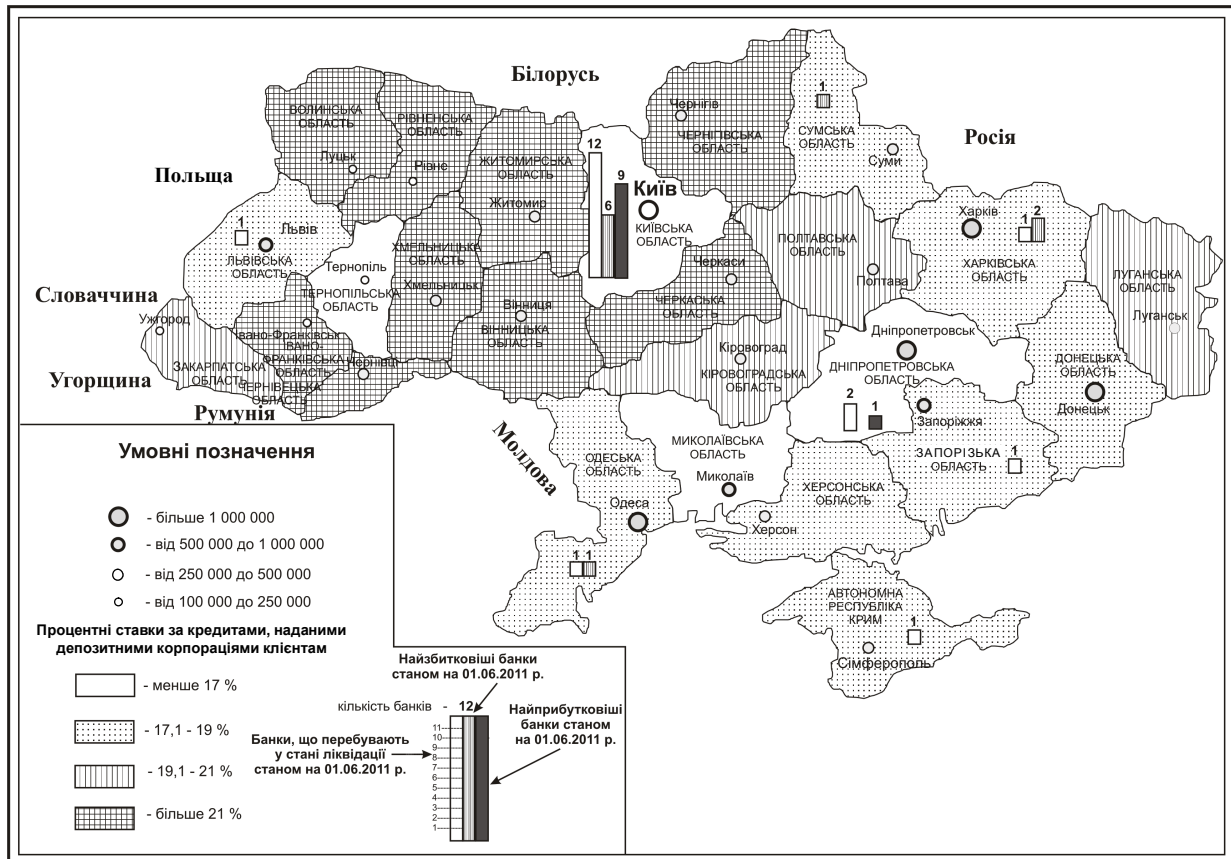 Білорусь
Росія
Польща
Словаччина
Угорщина
Румунія
Молдова
ВОЛИНСЬКА
ОБЛАСТЬ
Луцьк
РІВНЕНСЬКА
ОБЛАСТЬ
Рівне
ЖИТОМИРСЬКА
ОБЛАСТЬ
Житомир
12
6
9
Київ
КИЇВСЬКА
ОБЛАСТЬ
Чернігів
ЧЕРНІГІВСЬКА
ОБЛАСТЬ
1
СУМСЬКА
ОБЛАСТЬ
Суми
1
Львів
ЛЬВІВСЬКА
ОБЛАСТЬ
Тернопіль
ТЕРНОПІЛЬСЬКА
ОБЛАСТЬ
ХМЕЛЬНИЦЬКА
ОБЛАСТЬ
Хмельницьк
Вінниця
ВІННИЦЬКА
ОБЛАСТЬ
Черкаси
ЧЕРКАСЬКА
ОБЛАСТЬ
ПОЛТАВСЬКА
ОБЛАСТЬ
Полтава
Харків
1
2
ХАРКІВСЬКА
ОБЛАСТЬ
ЛУГАНСЬКА
ОБЛАСТЬ
Луганськ
Ужгород
ЗАКАРПАТСЬКА
ОБЛАСТЬ
Івано-Франківськ
ІВАНО-
ФРАНКІВСЬКА
ОБЛАСТЬ
Чернівці
ЧЕРНІВЕЦЬКА
ОБЛАСТЬ
Кіровоград
КІРОВОГРАДСЬКА
ОБЛАСТЬ
Дніпропетровськ
ДНІПРОПЕТРОВСЬКА
ОБЛАСТЬ
2
1
ДОНЕЦЬКА
ОБЛАСТЬ
Донецьк
Запоріжжя
ЗАПОРІЗЬКА
ОБЛАСТЬ
1
ОДЕСЬКА
ОБЛАСТЬ
Одеса
1
1
МИКОЛАЇВСЬКА
ОБЛАСТЬ
Миколаїв
ХЕРСОНСЬКА
ОБЛАСТЬ
Херсон
АВТОНОМНА
РЕСПУБЛІКА
КРИМ
1
Сімферополь
Умовні позначення
- більше 1 000 000
- від 500 000 до 1 000 000
- від 250 000 до 500 000
- від 100 000 до 250 000
Процентні ставки за кредитами, наданими
депозитними корпораціями клієнтам
- менше 17 %
- 17,1 - 19 %
- 19,1 - 21 %
- більше 21 %
Найзбитковіші банки
станом на 01.06.2011 р.
кількість банків - 12
Найприбутковіші
банки станом
на 01.06.2011 р.
Банки, що перебувають
у стані ліквідації
станом на 01.06.2011 р.
11
10
9
8
7
6
5
4
3
2
1